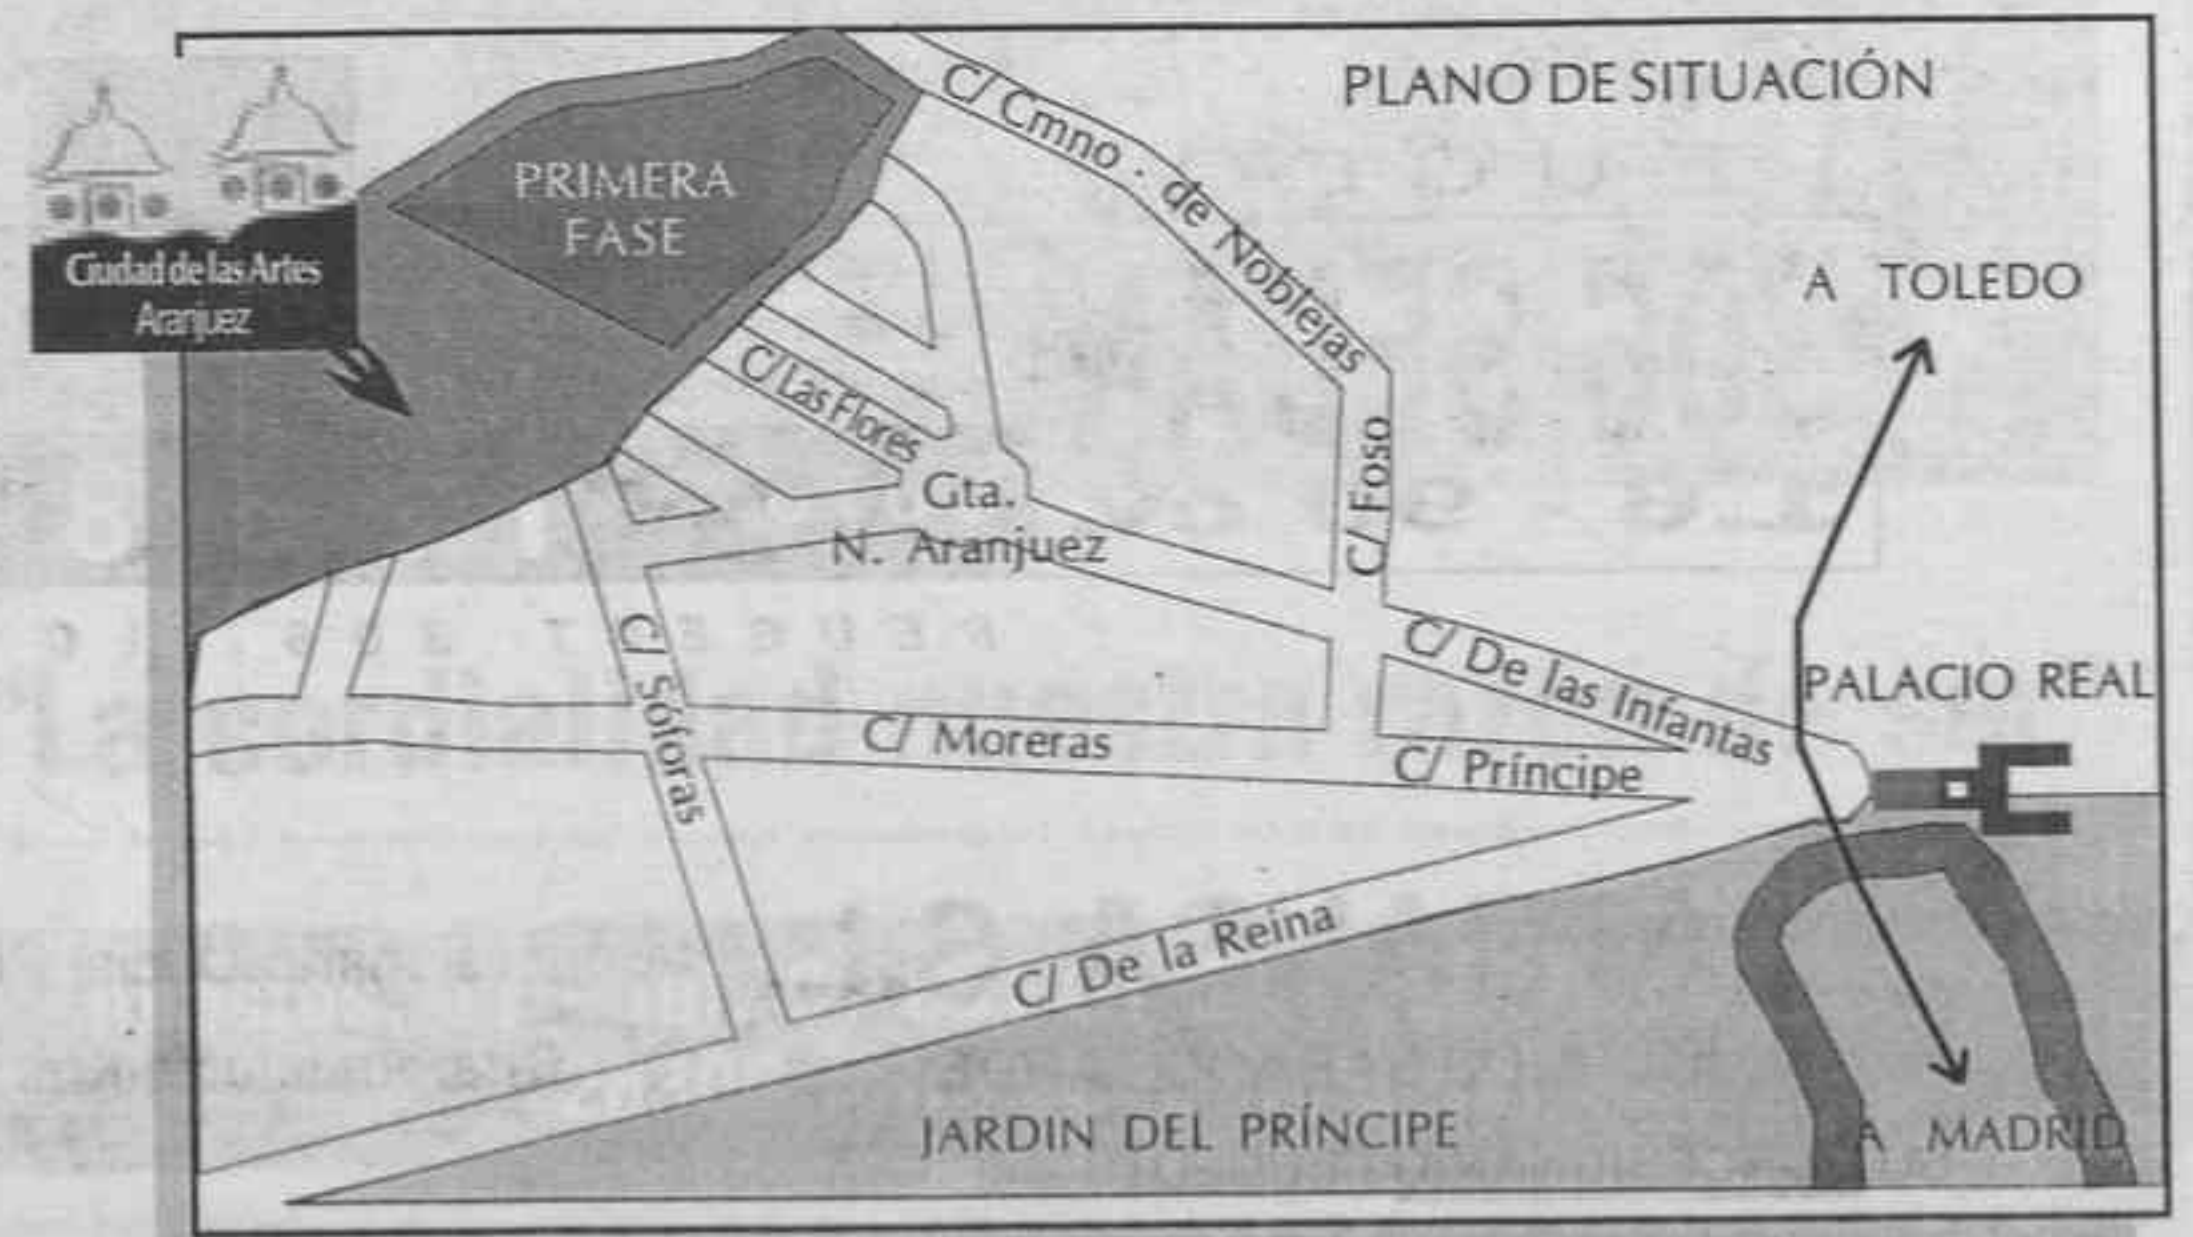 PLANO DE SITUACIÓN
C/ Cmno. de Noblejas
PRIMERA
FASE
Ciudad de las Artes
Aranjuez
A TOLEDO
C/ Las Flores
C/ Foso
Gta.
N. Aranjuez
C/ Sóforas
C/ De las Infantas
PALACIO REAL
C/ Moreras
C/ Príncipe
C/ De la Reina
JARDIN DEL PRÍNCIPE
A MADRID